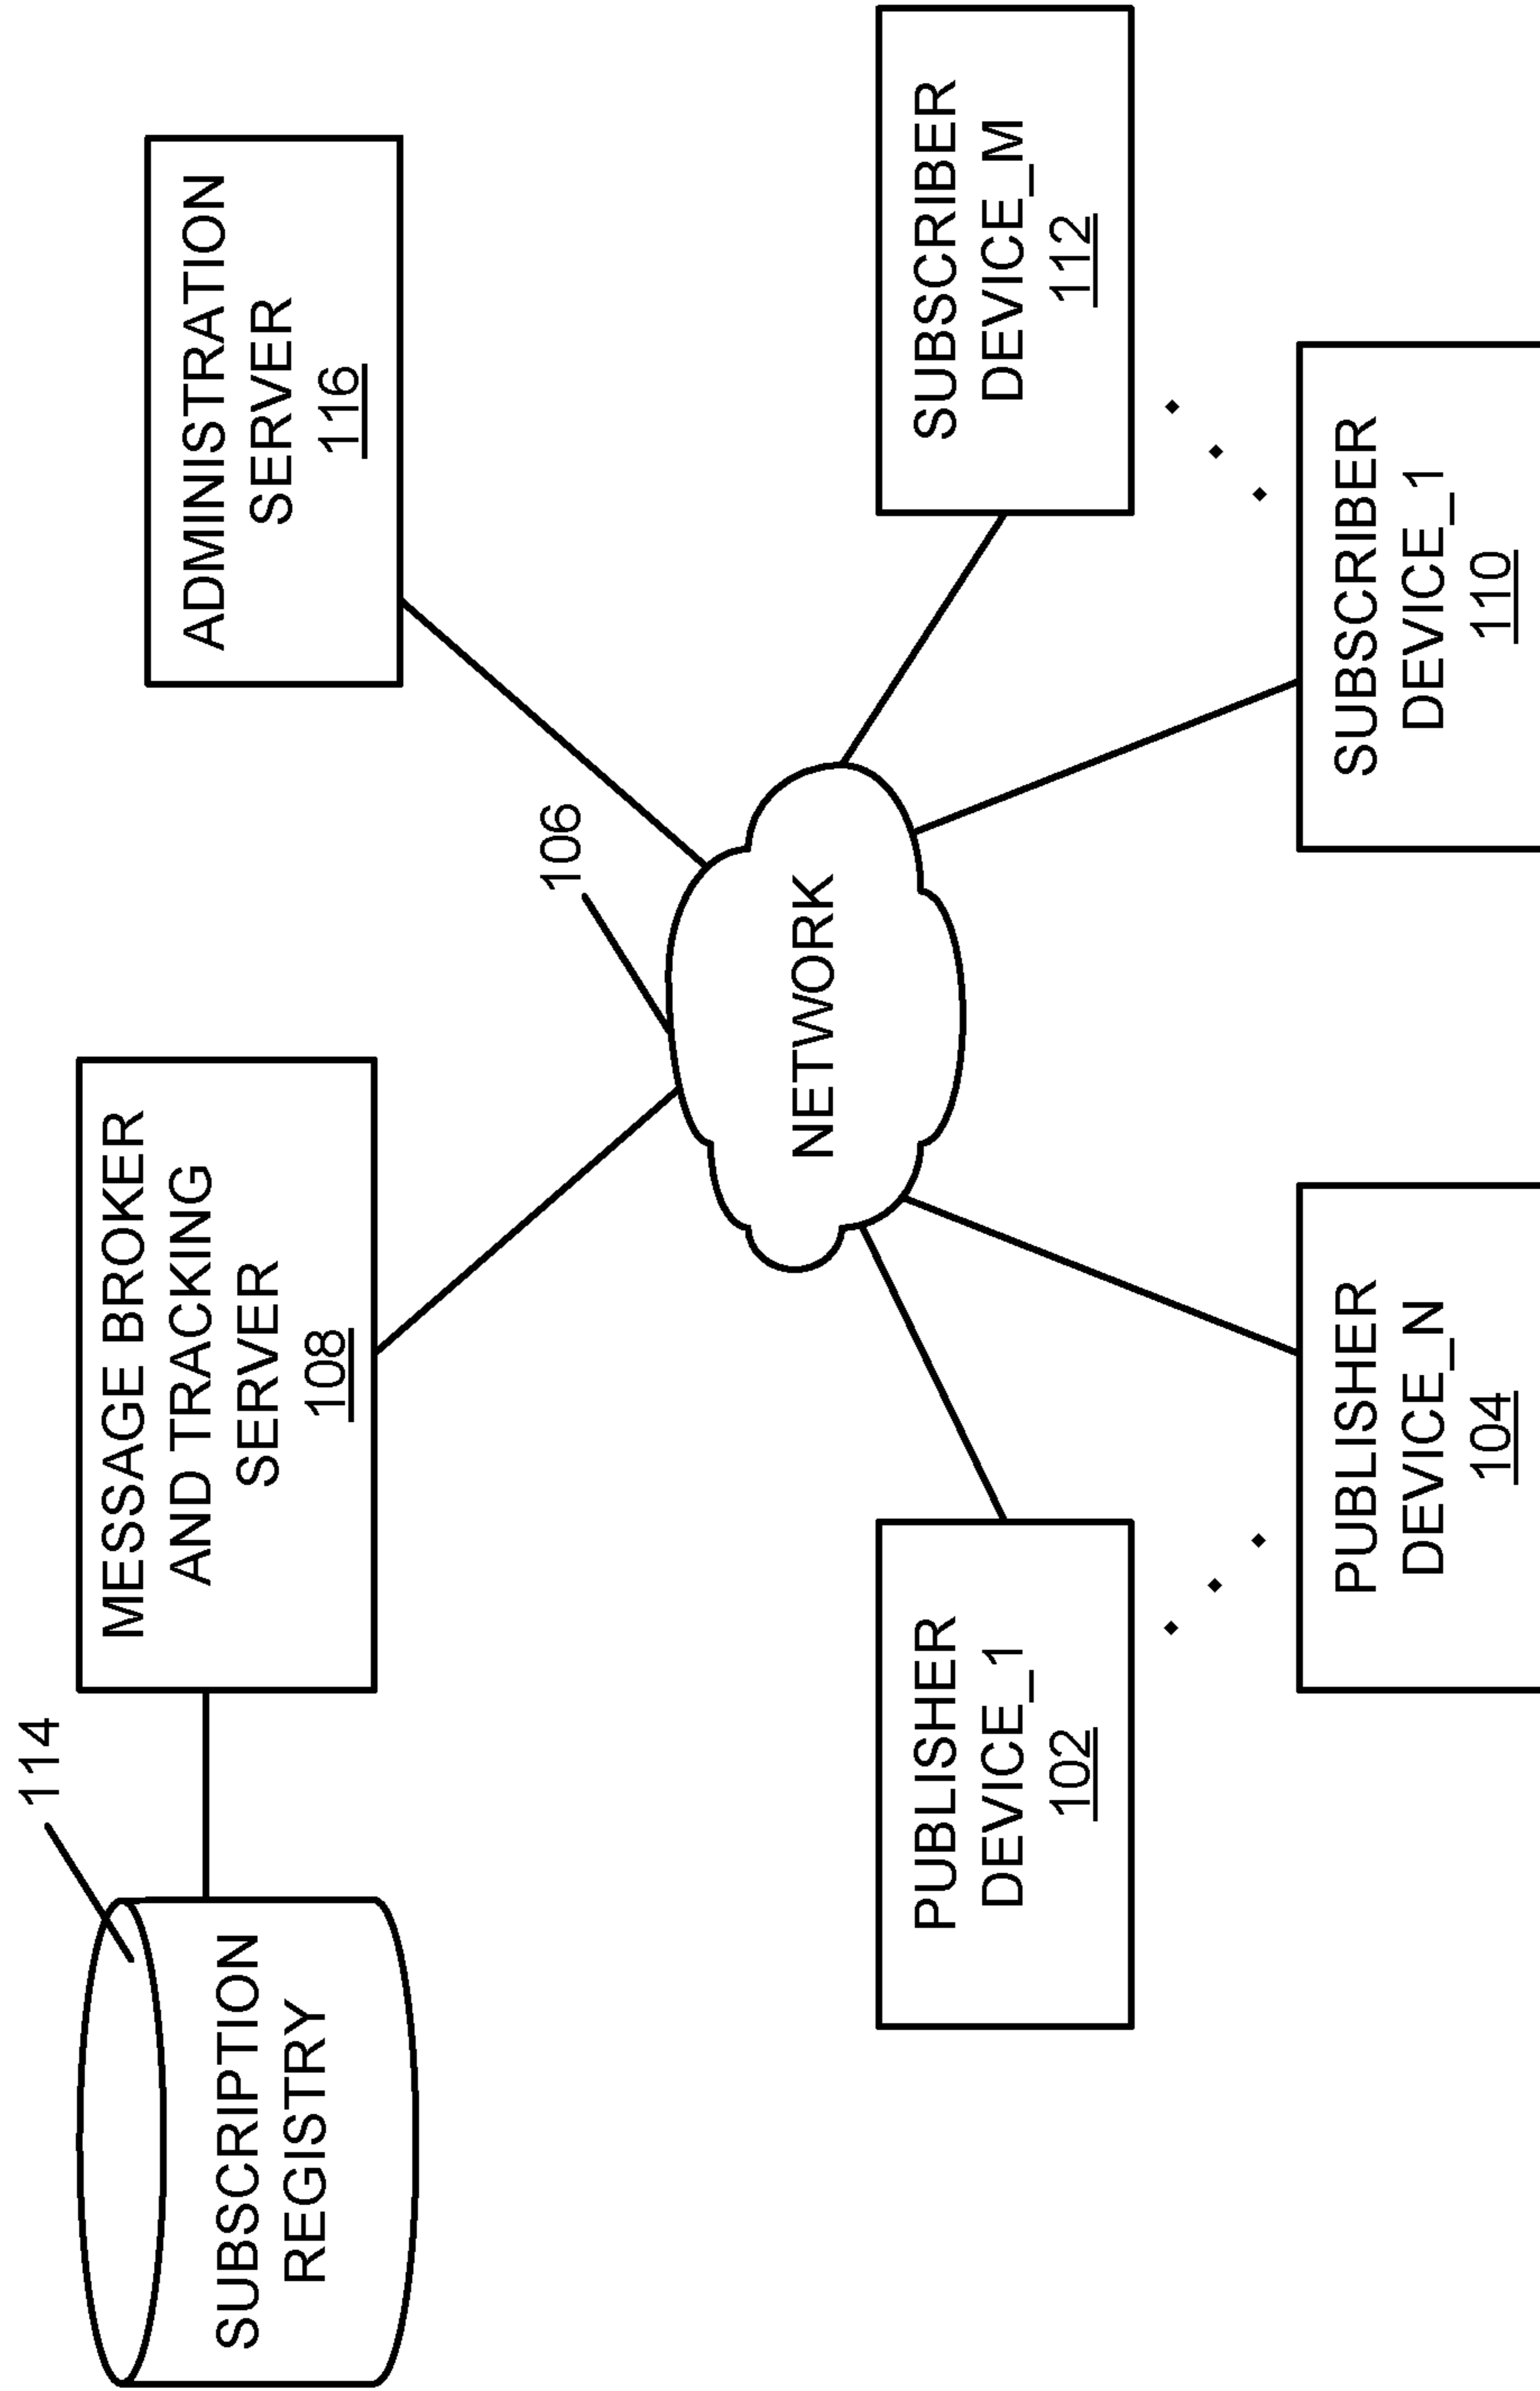 114
SUBSCRIPTION
REGISTRY
MESSAGE BROKER
AND TRACKING
SERVER
108
ADMINISTRATION
SERVER
116
106
NETWORK
PUBLISHER
DEVICE_1
102
SUBSCRIBER
DEVICE_M
112
PUBLISHER
DEVICE_N
104
SUBSCRIBER
DEVICE_1
110